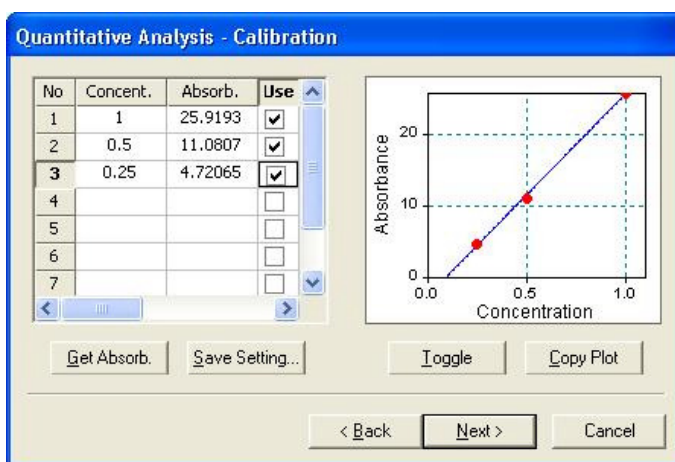 Quantitative Analysis - Calibration
No Concent. Absorb. Use
1 1 25.9193
2 0.5 11.0807
3 0.25 4.72065
4
5
6
7
Absorbance
20
10
0
0.0 0.5 1.0
Concentration
Get Absorb. Save Setting... Toggle Copy Plot
< Back Next > Cancel